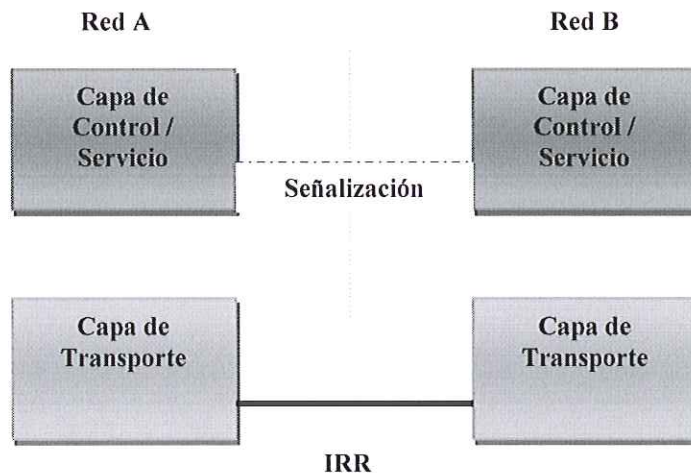 Red A
Red B
Capa de
Control /
Servicio
Capa de
Control /
Servicio
Señalización
Capa de
Transporte
Capa de
Transporte
IRR